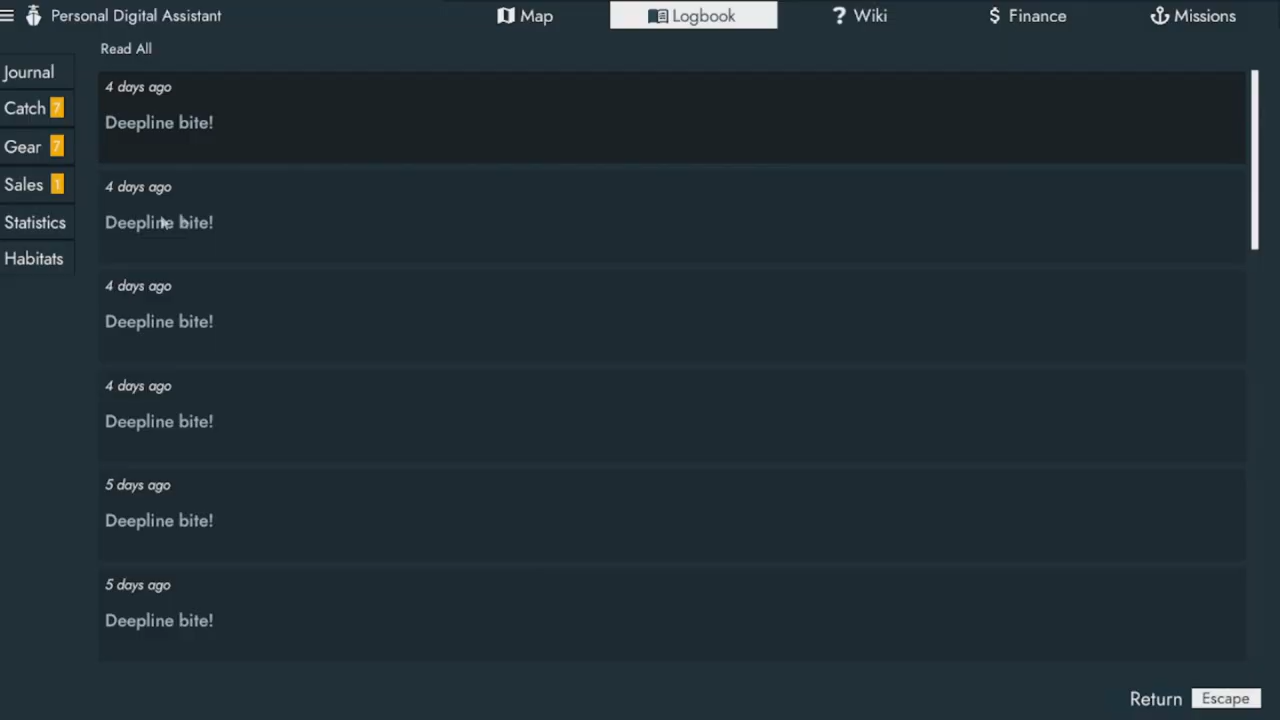 Personal Digital Assistant
Map
Logbook
? Wiki
$ Finance
Missions
Read All
Journal
Catch 7
Gear 7
Sales 1
Statistics
Habitats
4 days ago
Deepline bite!
4 days ago
Deepline bite!
4 days ago
Deepline bite!
4 days ago
Deepline bite!
5 days ago
Deepline bite!
5 days ago
Deepline bite!
Return Escape